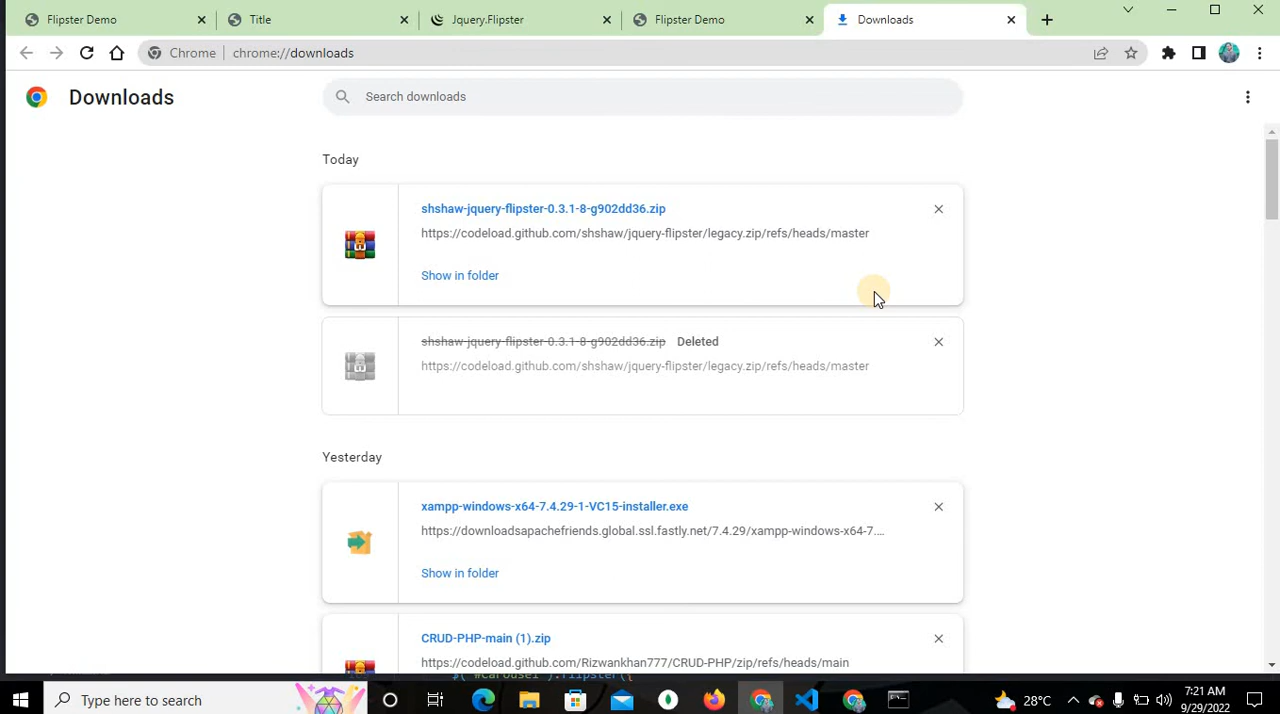 Flipster Demo
Title
Jquery.Flipster
Flipster Demo
Downloads
Chrome
chrome://downloads
Downloads
Search downloads
Today
shshaw-jquery-flipster-0.3.1-8-g902dd36.zip
https://codeload.github.com/shshaw/jquery-flipster/legacy.zip/refs/heads/master
Show in folder
shshaw-jquery-flipster-0.3.1-8-g902dd36.zip Deleted
https://codeload.github.com/shshaw/jquery-flipster/legacy.zip/refs/heads/master
Yesterday
xampp-windows-x64-7.4.29-1-VC15-installer.exe
https://downloadsapachefriends.global.ssl.fastly.net/7.4.29/xampp-windows-x64-7....
Show in folder
CRUD-PHP-main (1).zip
https://codeload.github.com/Rizwankhan777/CRUD-PHP/zip/refs/heads/main
Type here to search
28°C
7:21 AM
9/29/2022